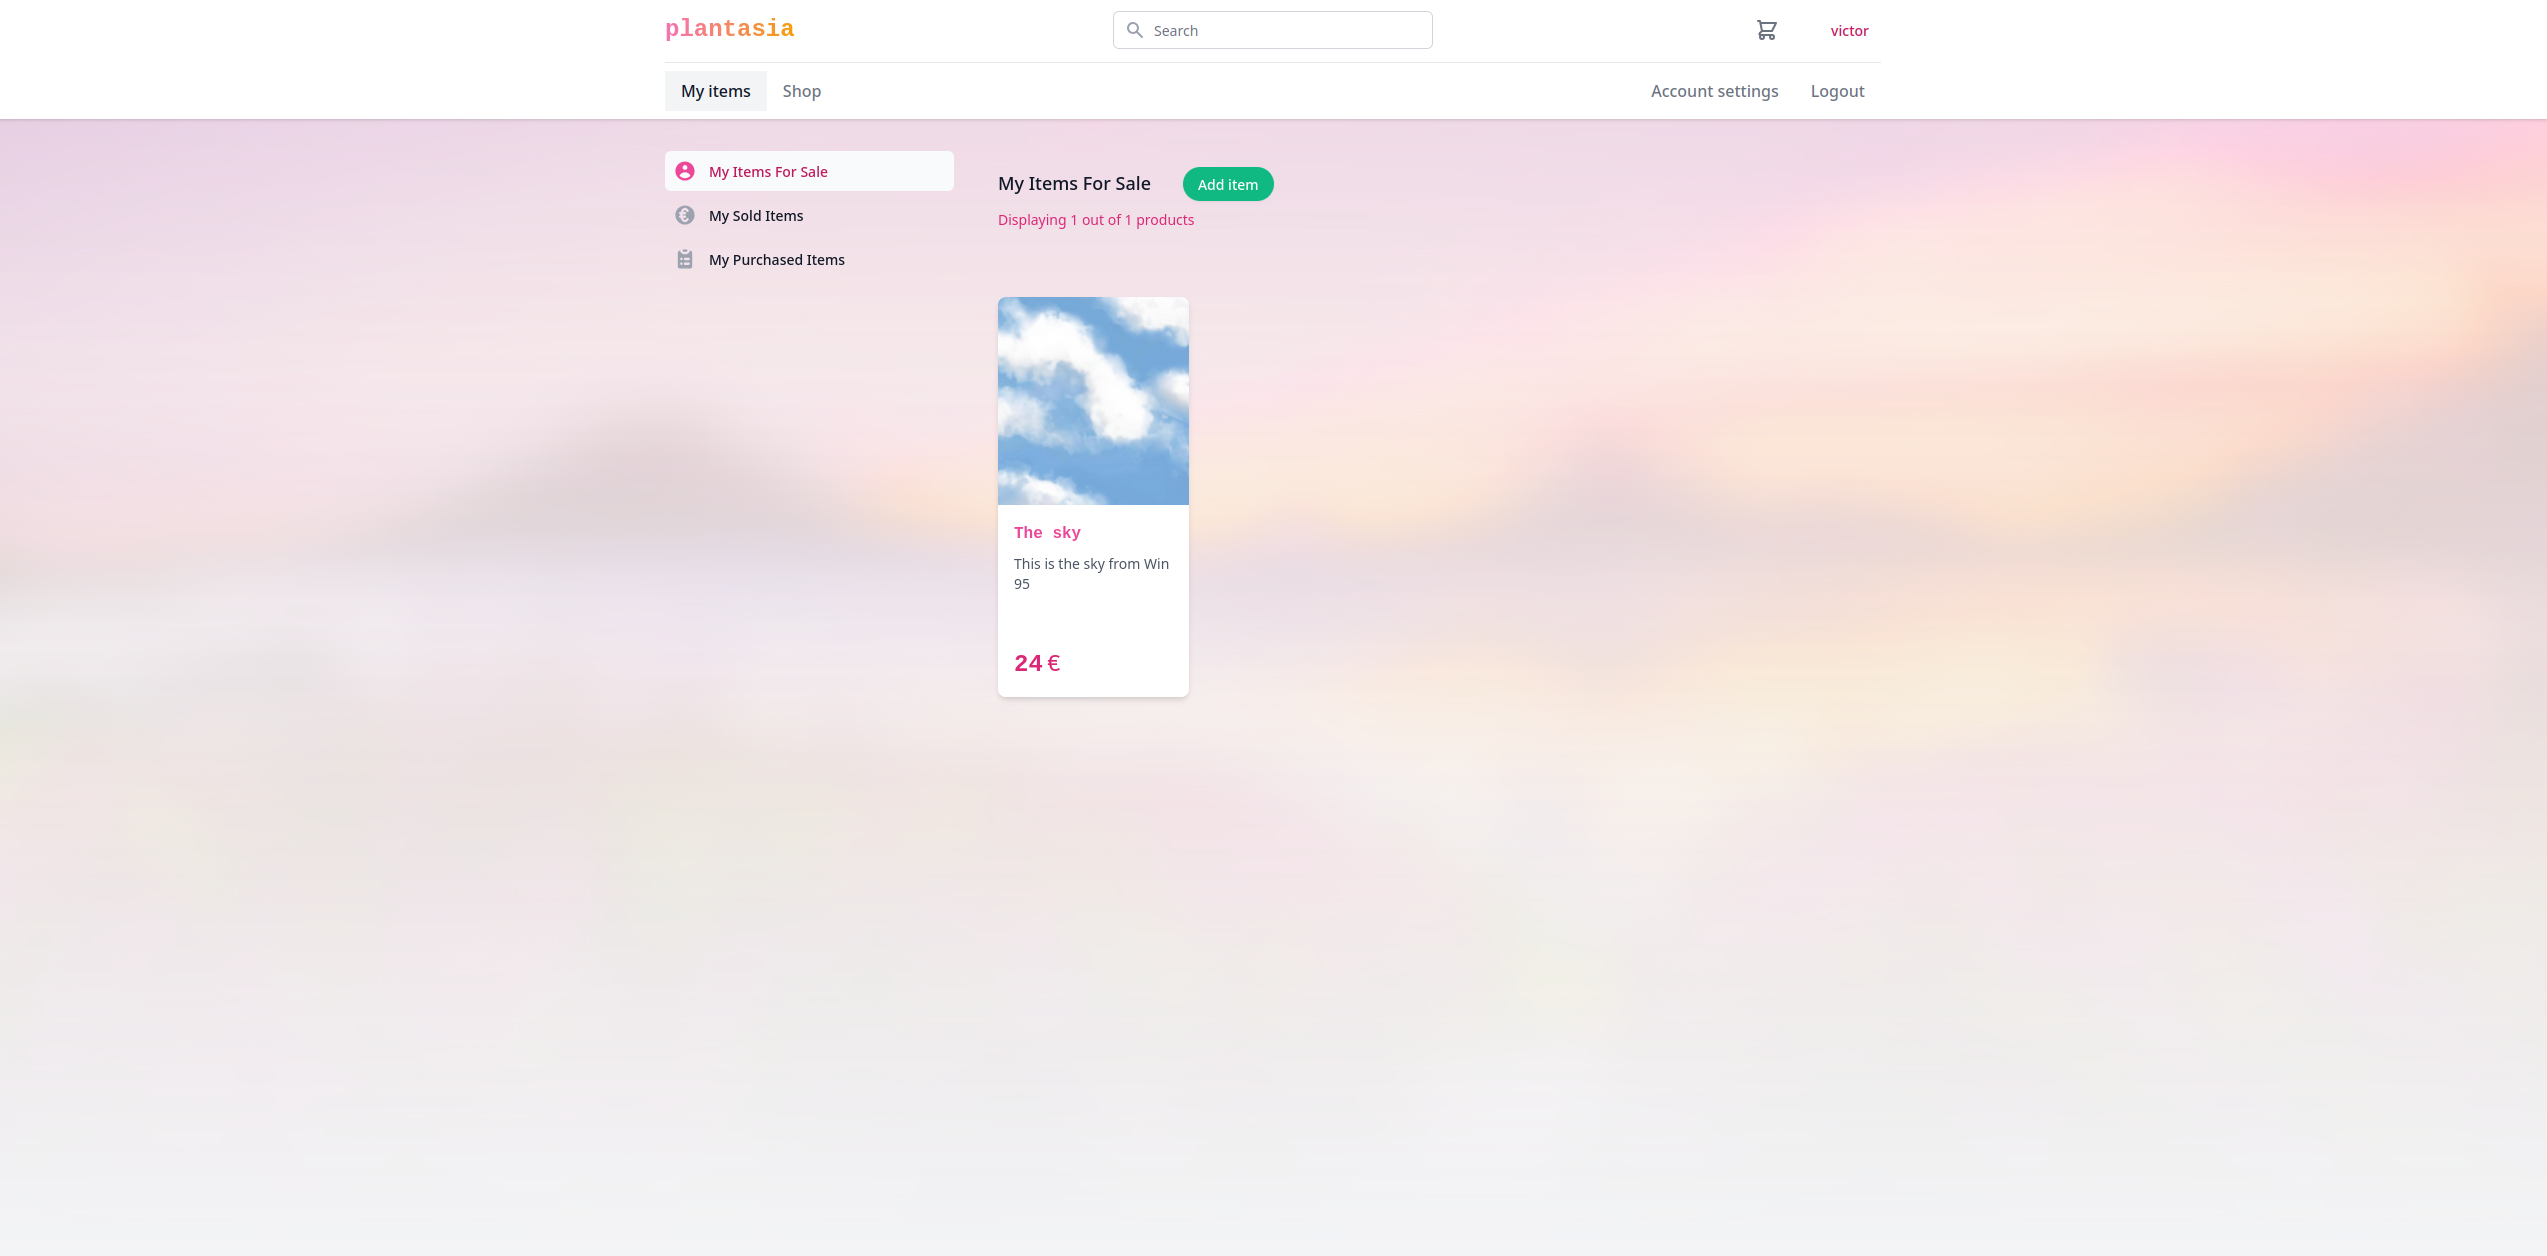 plantasia
Search
victor
My items
Shop
Account settings
Logout
My Items For Sale
My Sold Items
My Purchased Items
My Items For Sale
Add item
Displaying 1 out of 1 products
The sky
This is the sky from Win
95
24 €